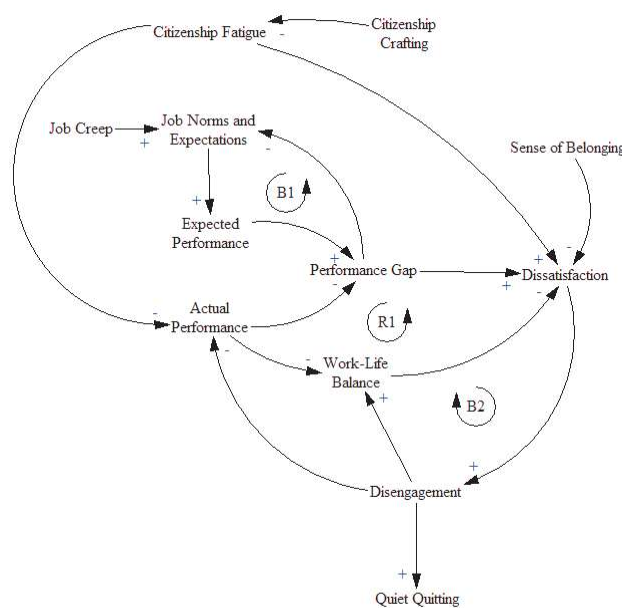 Citizenship Fatigue
-
Citizenship
Crafting
Job Creep
+
Job Norms and
Expectations
-
Sense of Belonging
B1
+
Expected
Performance
-
+
+
Performance Gap
-
+
Dissatisfaction
-
Actual
Performance
-
-
R1
-
Work-Life
Balance
+
B2
+
Disengagement
+
Quiet Quitting